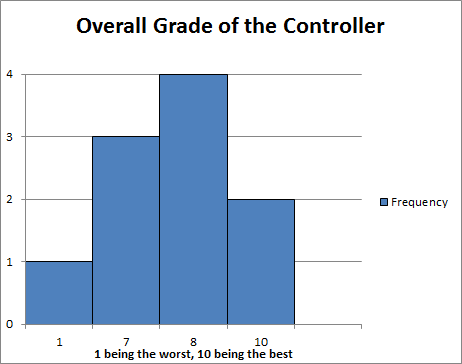 Overall Grade of the Controller
4
3
2
1
0
Frequency
1 7 8 10
1 being the worst, 10 being the best